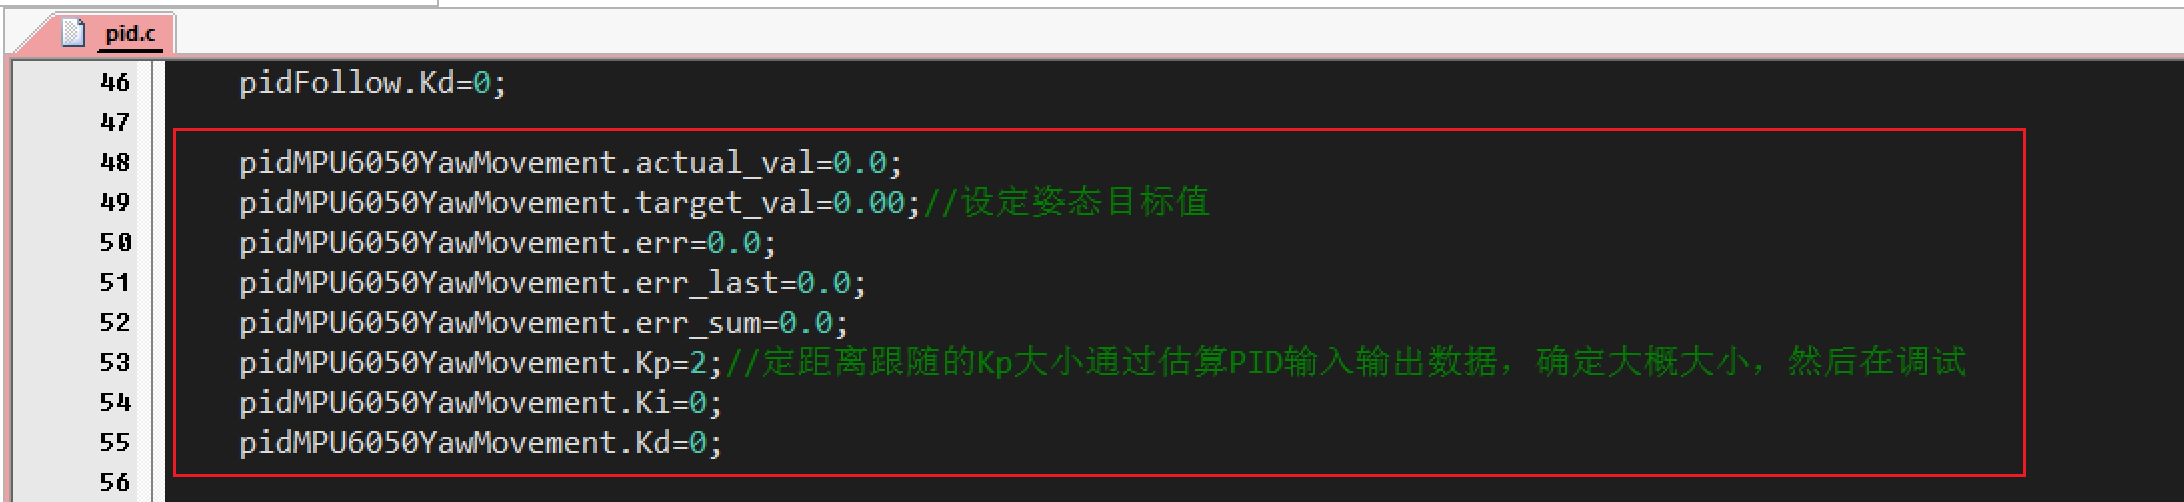 pid.c
46 pidFollow.Kd=0;
47
48 pidMPU6050YawMovement.actual_val=0.0;
49 pidMPU6050YawMovement.target_val=0.00;//设定姿态目标值
50 pidMPU6050YawMovement.err=0.0;
51 pidMPU6050YawMovement.err_last=0.0;
52 pidMPU6050YawMovement.err_sum=0.0;
53 pidMPU6050YawMovement.Kp=2;//定距离跟随的Kp大小通过估算PID输入输出数据，确定大概大小，然后在调试
54 pidMPU6050YawMovement.Ki=0;
55 pidMPU6050YawMovement.Kd=0;
56